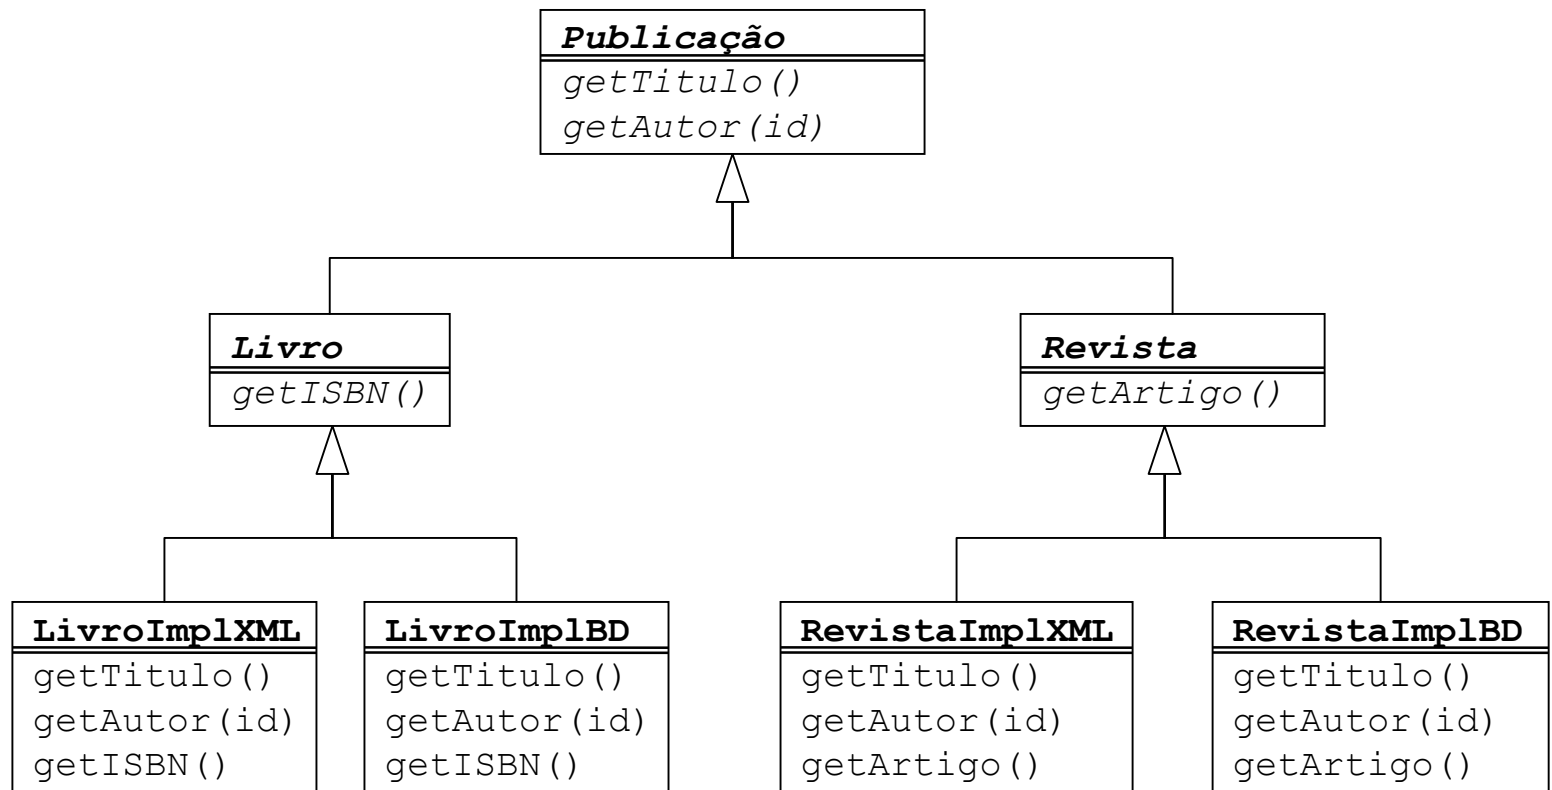 Publicação
getTitulo()
getAutor(id)
Livro
getISBN()
Revista
getArtigo()
LivroImplXML
getTitulo()
getAutor(id)
getISBN()
LivroImplBD
getTitulo()
getAutor(id)
getISBN()
RevistaImplXML
getTitulo()
getAutor(id)
getArtigo()
RevistaImplBD
getTitulo()
getAutor(id)
getArtigo()